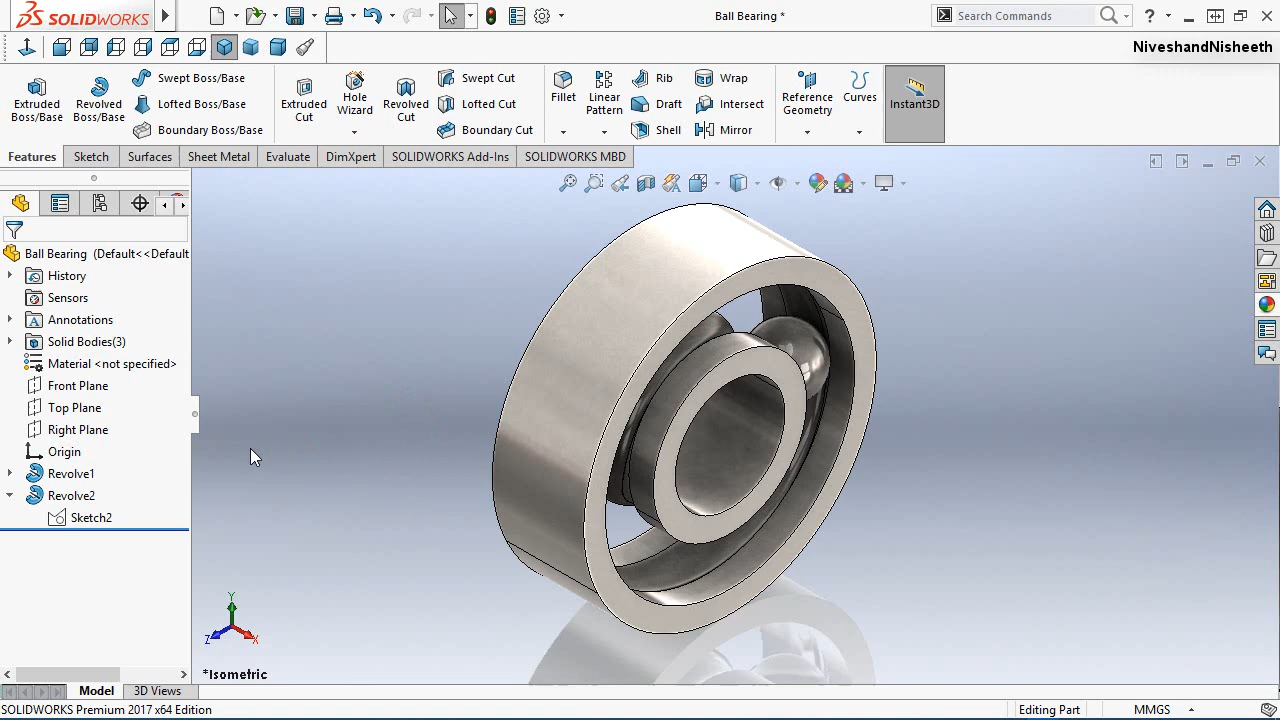 SOLIDWORKS
Ball Bearing *
Search Commands
?
NiveshandNisheeth
Extruded Boss/Base
Revolved Boss/Base
Swept Boss/Base
Lofted Boss/Base
Boundary Boss/Base
Extruded Cut
Hole Wizard
Revolved Cut
Swept Cut
Lofted Cut
Boundary Cut
Fillet
Linear Pattern
Rib
Draft
Shell
Wrap
Intersect
Mirror
Reference Geometry
Curves
Instant3D
Features
Sketch
Surfaces
Sheet Metal
Evaluate
DimXpert
SOLIDWORKS Add-Ins
SOLIDWORKS MBD
Ball Bearing (Default<<Default
History
Sensors
Annotations
Solid Bodies(3)
Material <not specified>
Front Plane
Top Plane
Right Plane
Origin
Revolve1
Revolve2
Sketch2
Y
Z
X
*Isometric
Model
3D Views
SOLIDWORKS Premium 2017 x64 Edition
Editing Part
MMGS